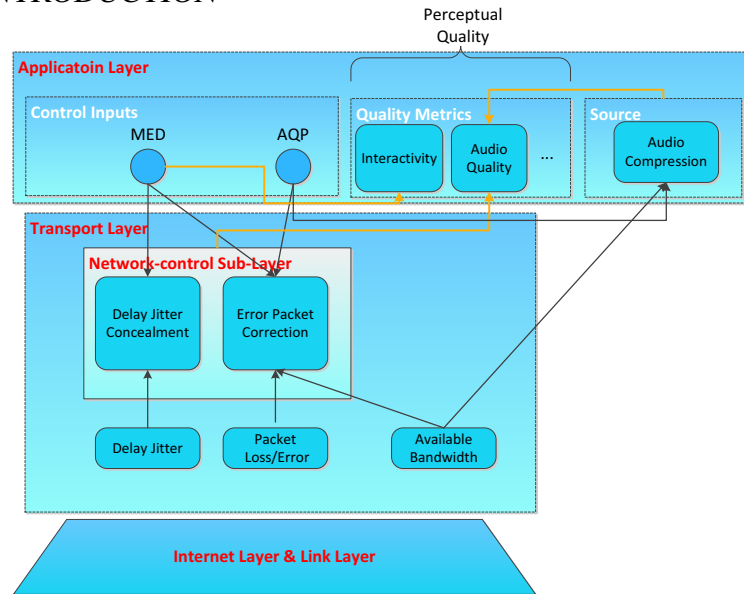 NTRODUCTION
Perceptual
Quality
Applicatoin Layer
Control Inputs
MED
AQP
Quality Metrics
Interactivity
Audio
Quality
...
Source
Audio
Compression
Transport Layer
Network-control Sub-Layer
Delay Jitter
Concealment
Error Packet
Correction
Delay Jitter
Packet
Loss/Error
Available
Bandwidth
Internet Layer & Link Layer